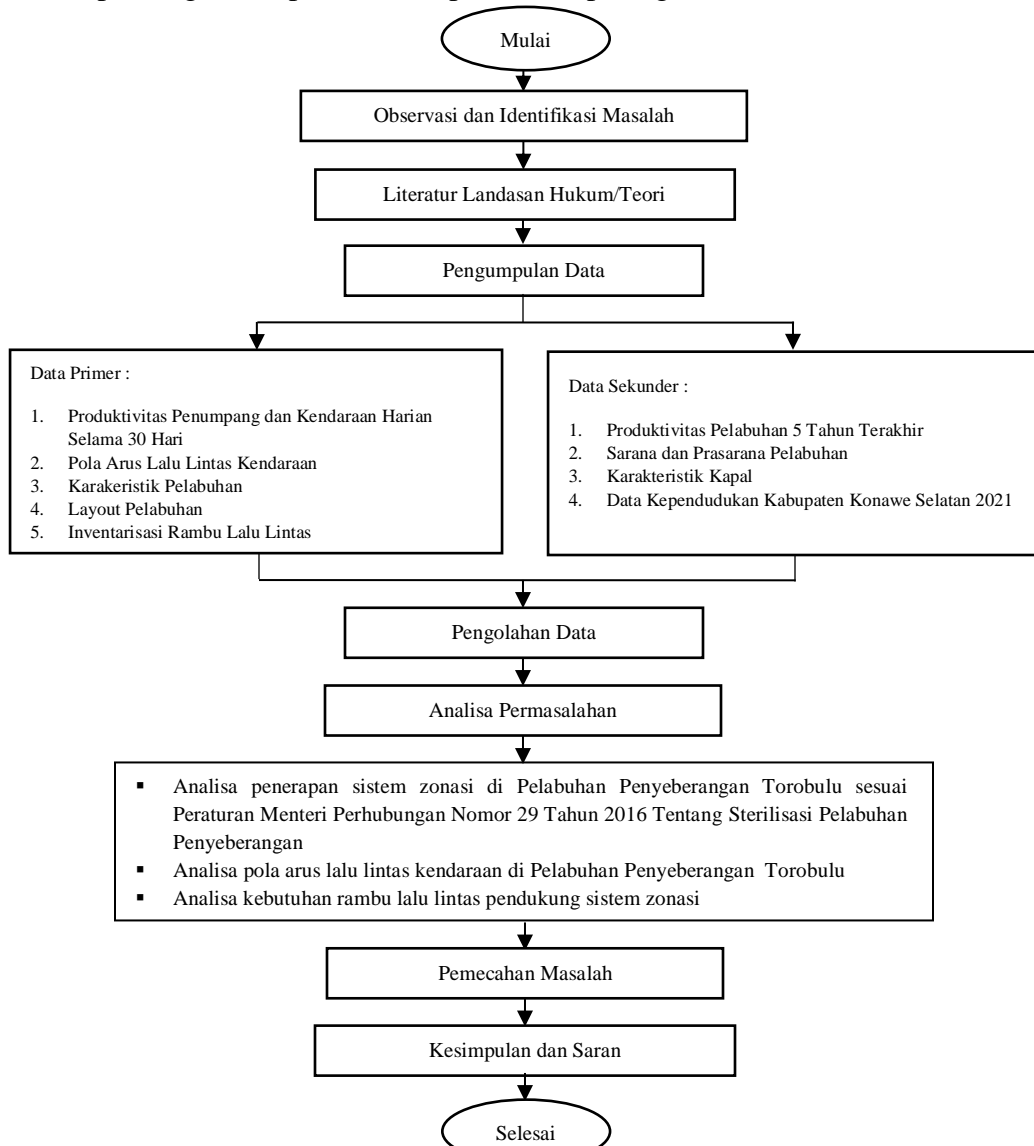 Mulai
Observasi dan Identifikasi Masalah
Literatur Landasan Hukum/Teori
Pengumpulan Data
Data Primer :
1. Produktivitas Penumpang dan Kendaraan Harian
Selama 30 Hari
2. Pola Arus Lalu Lintas Kendaraan
3. Karakeristik Pelabuhan
4. Layout Pelabuhan
5. Inventarisasi Rambu Lalu Lintas
Data Sekunder :
1. Produktivitas Pelabuhan 5 Tahun Terakhir
2. Sarana dan Prasarana Pelabuhan
3. Karakteristik Kapal
4. Data Kependudukan Kabupaten Konawe Selatan 2021
Pengolahan Data
Analisa Permasalahan
▪ Analisa penerapan sistem zonasi di Pelabuhan Penyeberangan Torobulu sesuai
Peraturan Menteri Perhubungan Nomor 29 Tahun 2016 Tentang Sterilisasi Pelabuhan
Penyeberangan
▪ Analisa pola arus lalu lintas kendaraan di Pelabuhan Penyeberangan Torobulu
▪ Analisa kebutuhan rambu lalu lintas pendukung sistem zonasi
Pemecahan Masalah
Kesimpulan dan Saran
Selesai